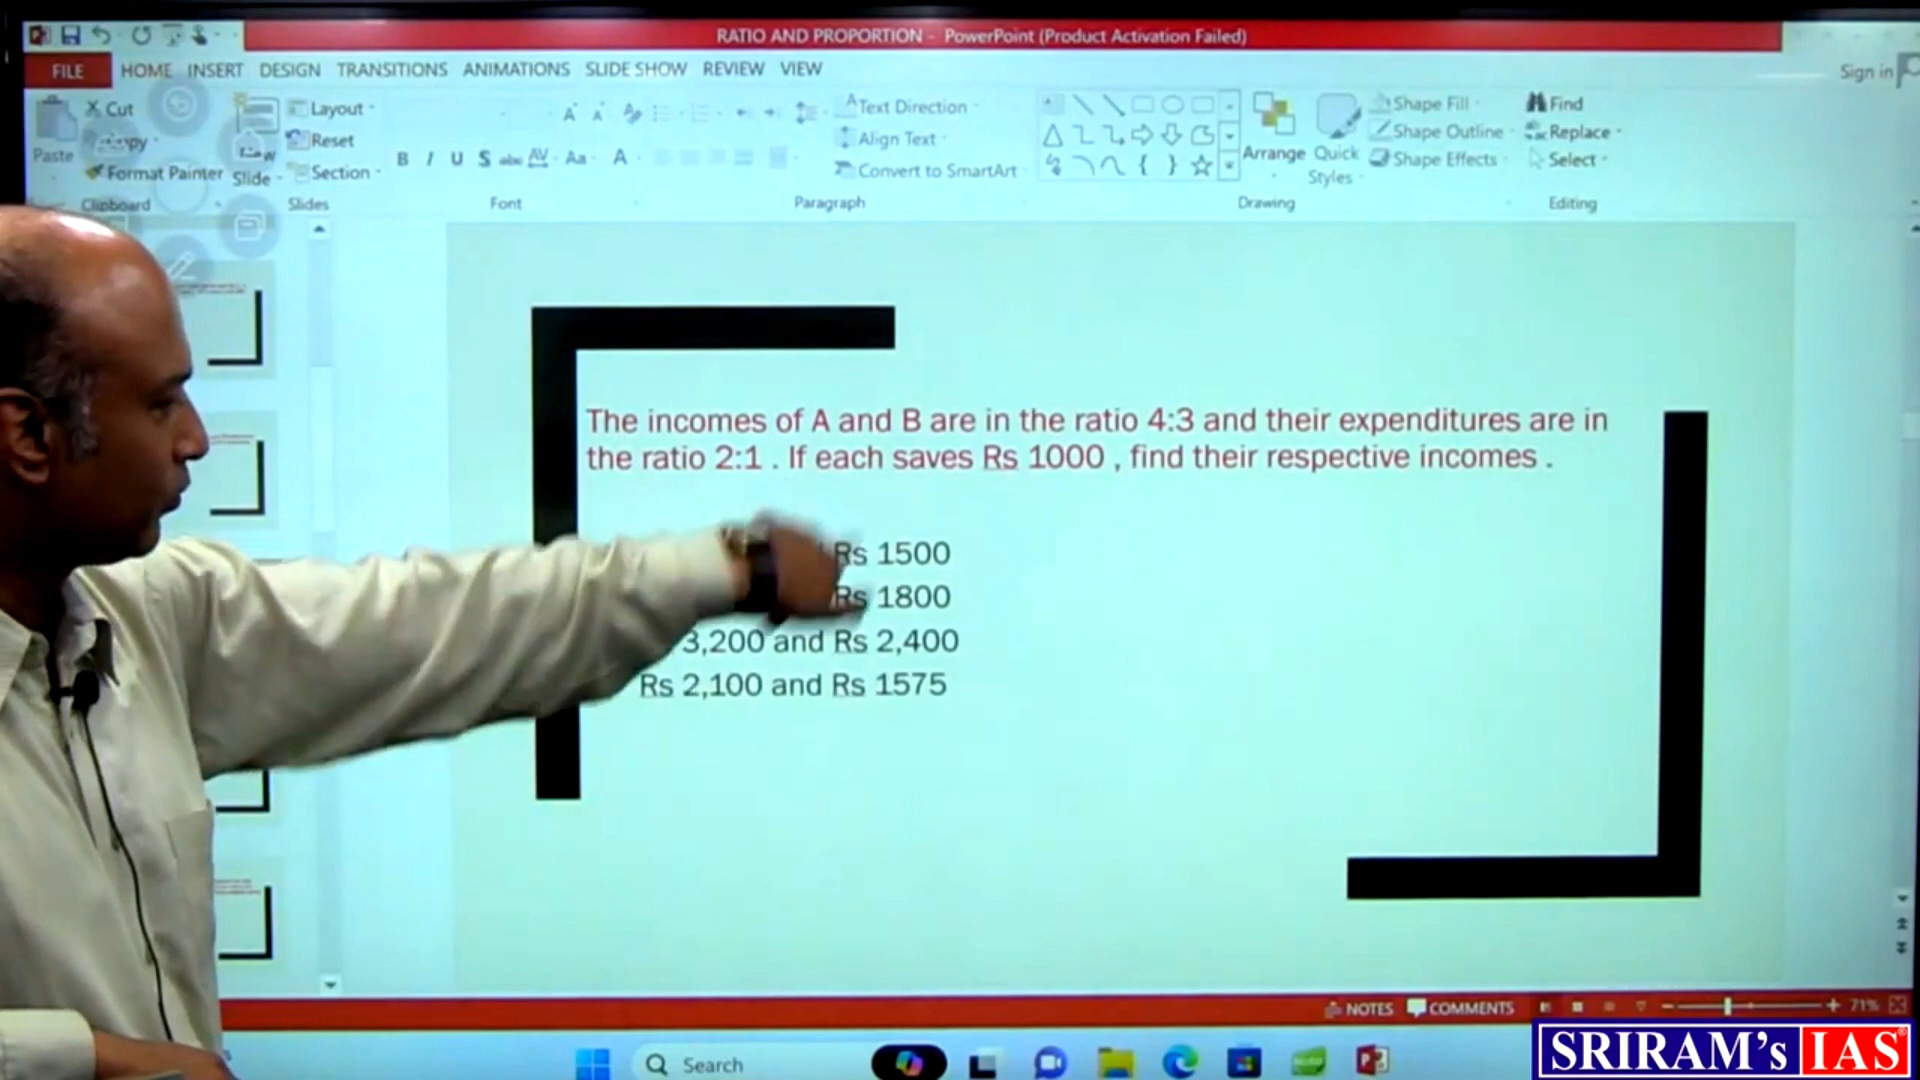 RATIO AND PROPORTION - PowerPoint (Product Activation Failed)
FILE HOME INSERT DESIGN TRANSITIONS ANIMATIONS SLIDE SHOW REVIEW VIEW
Sign in
Cut
Paste
Format Painter
Clipboard
Layout
Reset
Section
Slide
Slides
B I U S abc AV Aa A
Font
Text Direction
Align Text
Convert to SmartArt
Paragraph
Arrange
Quick
Styles
Shape Fill
Shape Outline
Shape Effects
Drawing
Find
Replace
Select
Editing
The incomes of A and B are in the ratio 4:3 and their expenditures are in
the ratio 2:1 . If each saves Rs 1000 , find their respective incomes .
Rs 1500
Rs 1800
3,200 and Rs 2,400
Rs 2,100 and Rs 1575
NOTES COMMENTS 71%
Search
SRIRAM's IAS